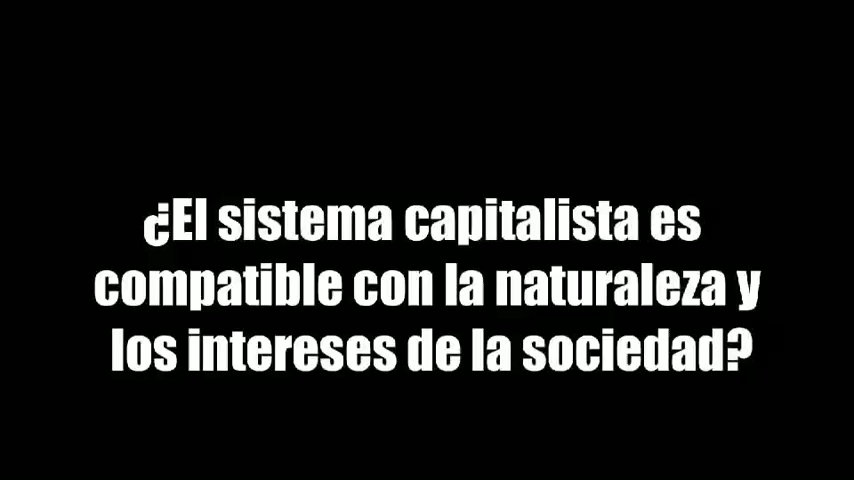 ¿El sistema capitalista es
compatible con la naturaleza y
los intereses de la sociedad?